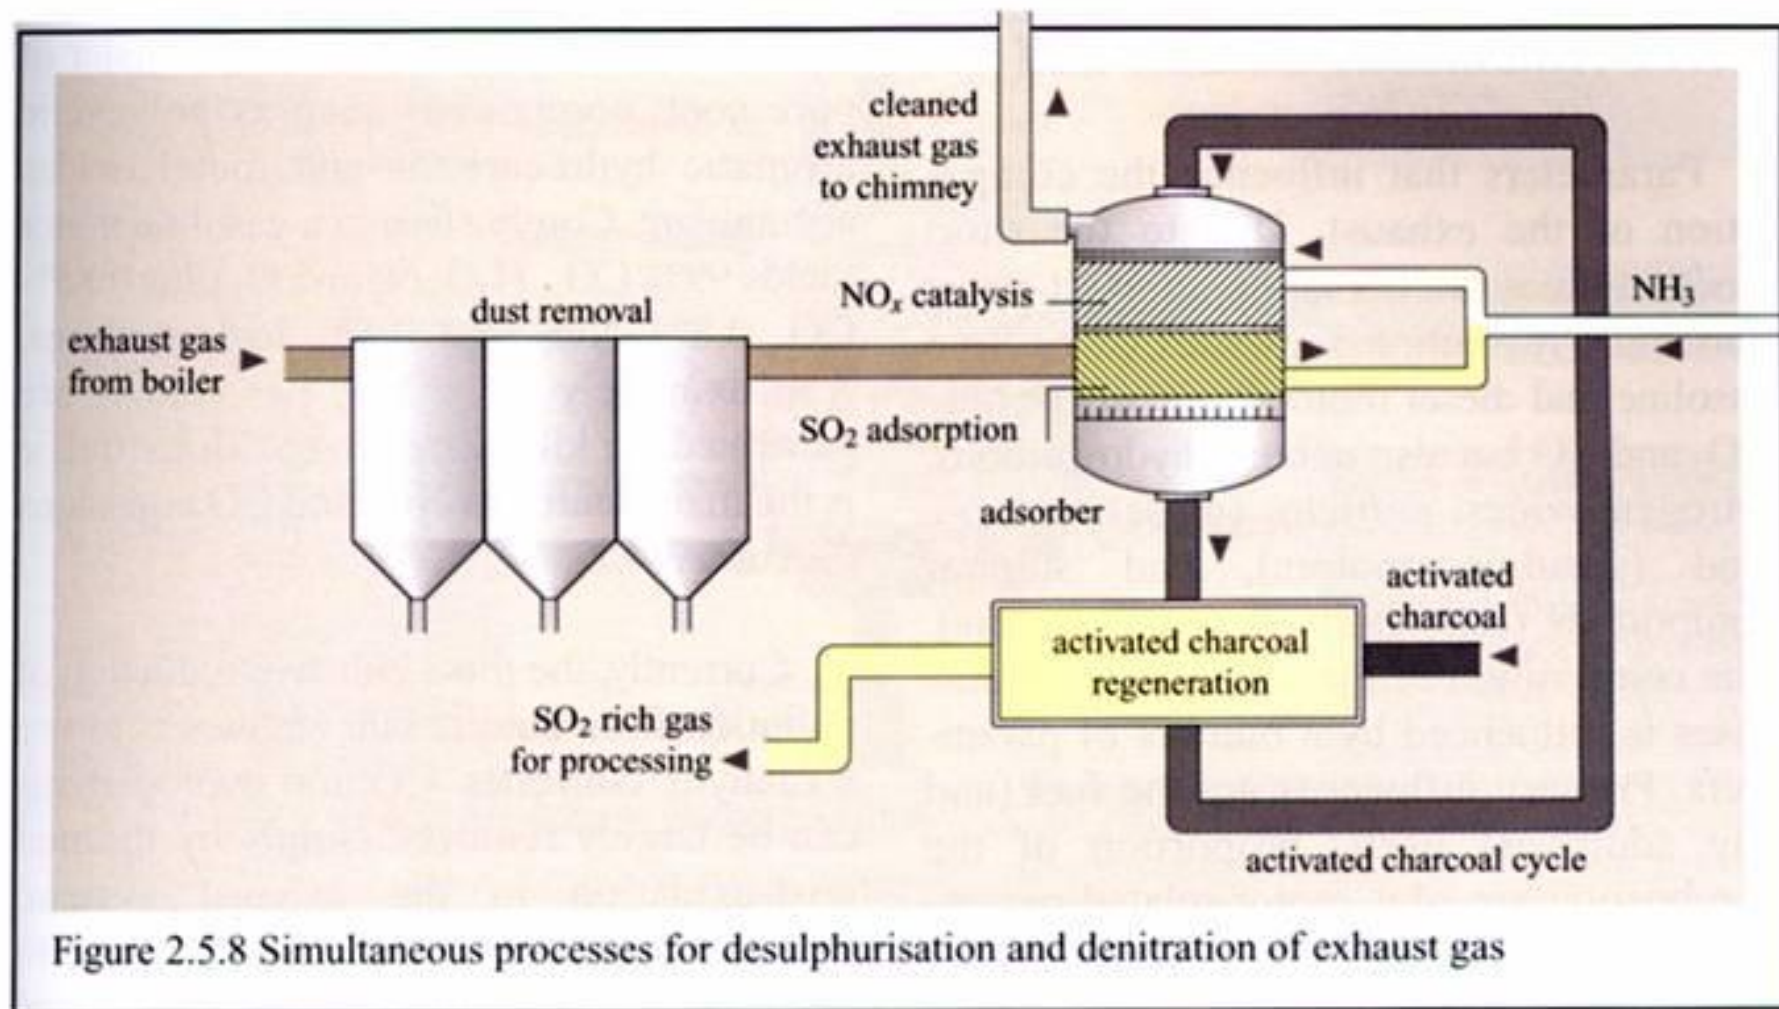 cleaned
exhaust gas
to chimney
NOₓ catalysis
NH₃
dust removal
exhaust gas
from boiler
SO₂ adsorption
adsorber
activated
charcoal
activated charcoal
regeneration
SO₂ rich gas
for processing
activated charcoal cycle
Figure 2.5.8 Simultaneous processes for desulphurisation and denitration of exhaust gas